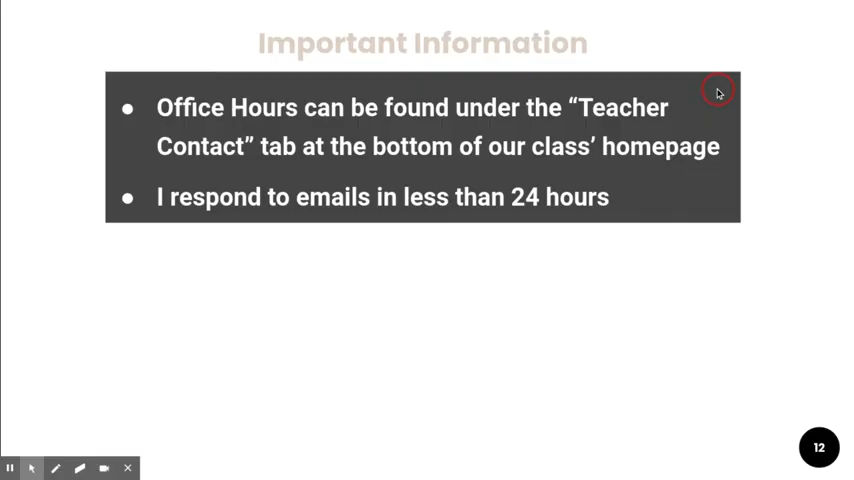 Important Information
● Office Hours can be found under the “Teacher
Contact” tab at the bottom of our class’ homepage
● I respond to emails in less than 24 hours
12